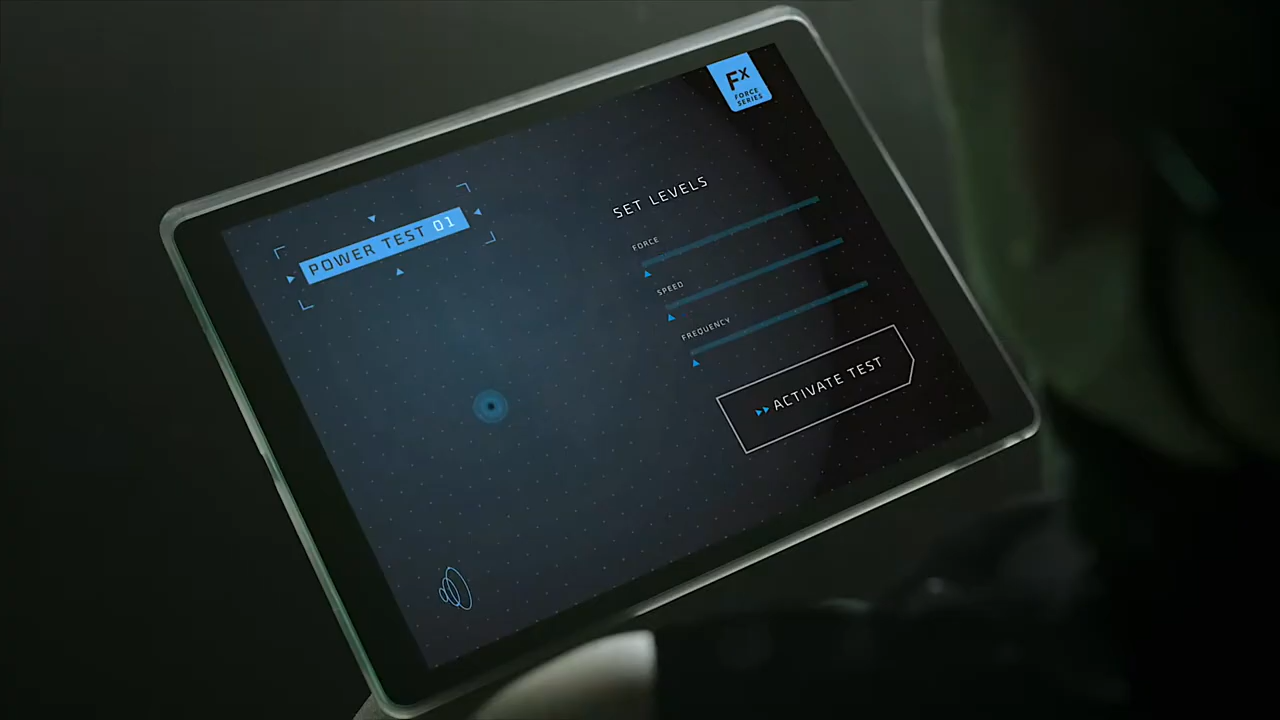 FX
FORCE
SERIES
POWER TEST 01
SET LEVELS
FORCE
SPEED
FREQUENCY
ACTIVATE TEST